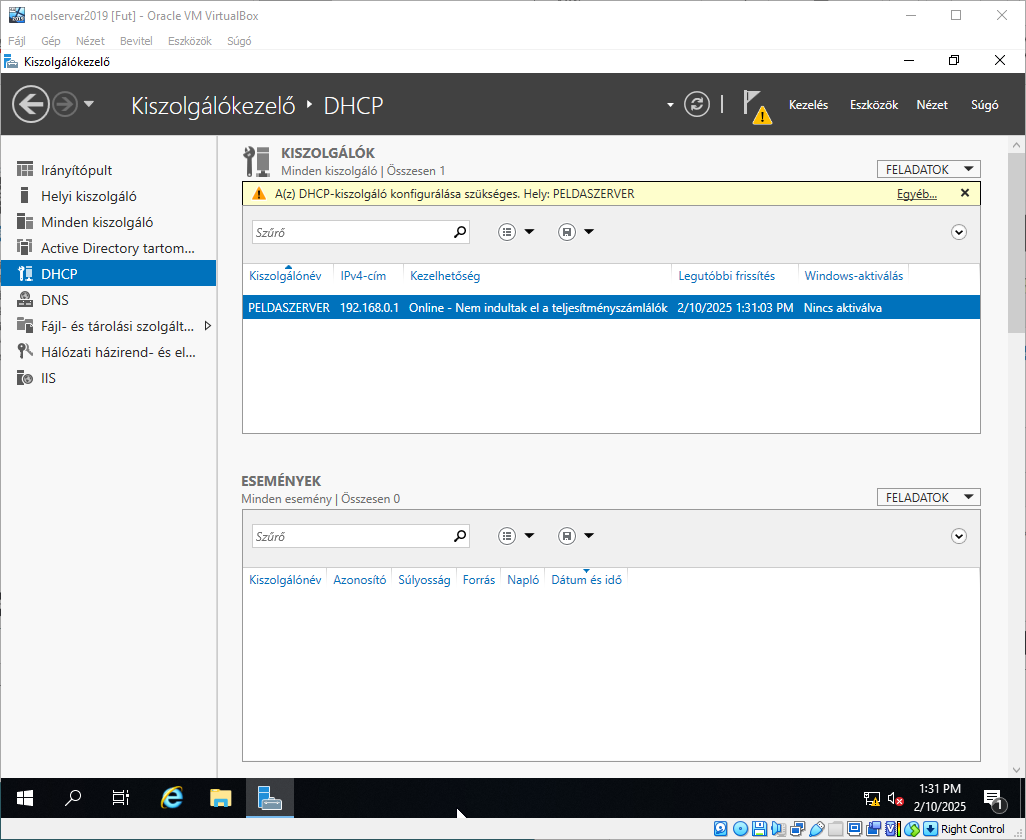 noelserver2019 [Fut] - Oracle VM VirtualBox
Fájl Gép Nézet Bevitel Eszközök Súgó
Kiszolgálókezelő
Kiszolgálókezelő DHCP
Kezelés Eszközök Nézet Súgó
Irányítópult
Helyi kiszolgáló
Minden kiszolgáló
Active Directory tartom...
DHCP
DNS
Fájl- és tárolási szolgált...
Hálózati házirend- és el...
IIS
KISZOLGÁLÓK
Minden kiszolgáló | Összesen 1
FELADATOK
A(z) DHCP-kiszolgáló konfigurálása szükséges. Hely: PELDASZERVER Egyéb...
Szűrő
Kiszolgálónév IPv4-cím Kezelhetőség Legutóbbi frissítés Windows-aktiválás
PELDASZERVER 192.168.0.1 Online - Nem indultak el a teljesítményszámlálók 2/10/2025 1:31:03 PM Nincs aktiválva
ESEMÉNYEK
Minden esemény | Összesen 0
FELADATOK
Szűrő
Kiszolgálónév Azonosító Súlyosság Forrás Napló Dátum és idő
1:31 PM
2/10/2025
1
Right Control